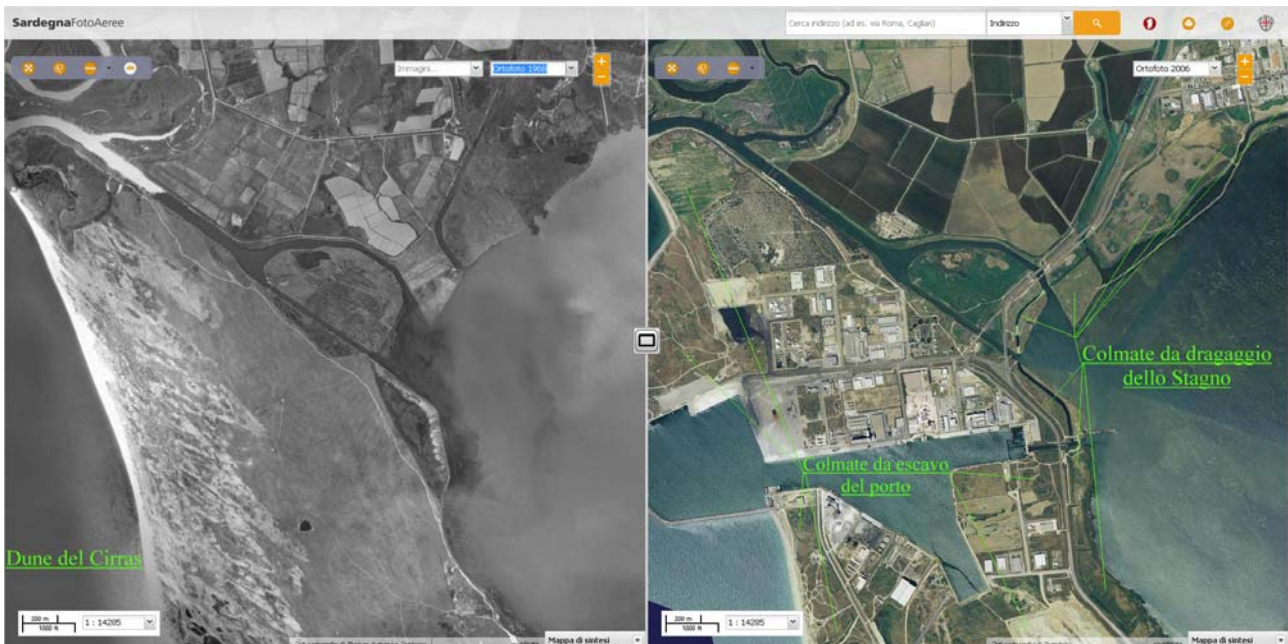 SardegnaFotoAeree
Cerca indirizzo (ad es. via Roma, Cagliari)
Indirizzo
Immagini...
Ortofoto 1968
Ortofoto 2006
+
−
+
−
Colmate da dragaggio
dello Stagno
Colmate da escavo
del porto
Dune del Cirras
200 m
1000 ft
1 : 14285
Mappa di sintesi
200 m
1000 ft
1 : 14285
Mappa di sintesi